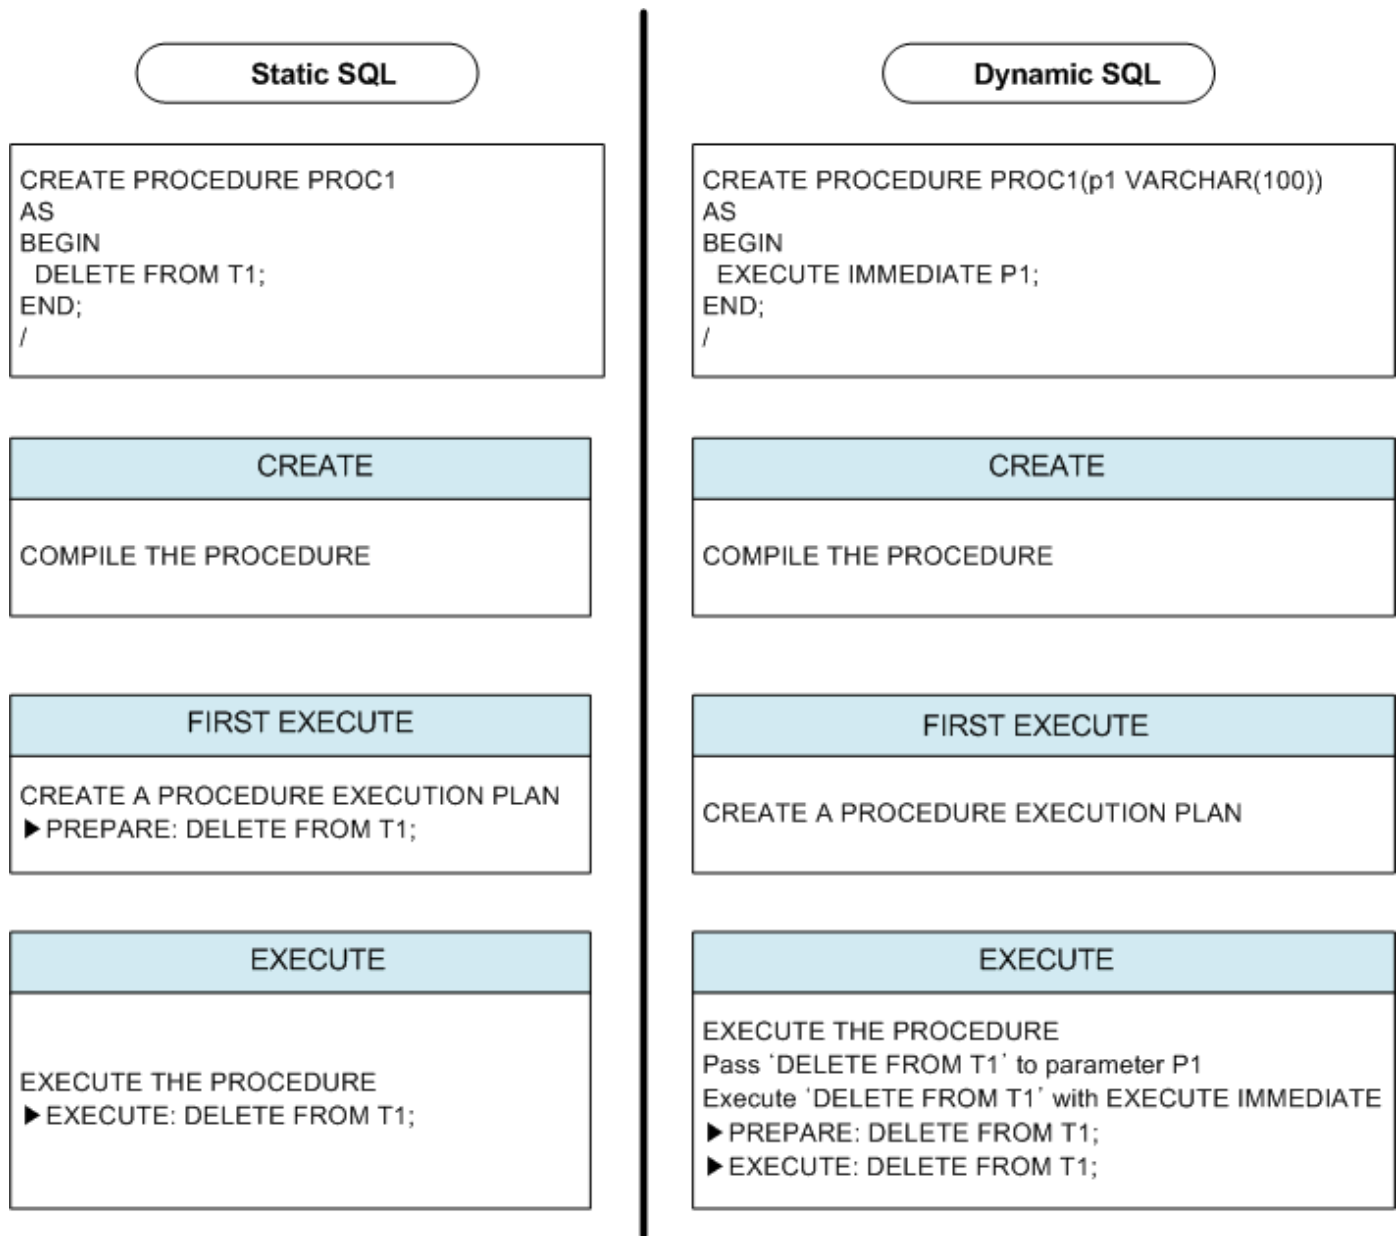 Static SQL
CREATE PROCEDURE PROC1
AS
BEGIN
DELETE FROM T1;
END;
/
CREATE
COMPILE THE PROCEDURE
FIRST EXECUTE
CREATE A PROCEDURE EXECUTION PLAN
▶PREPARE: DELETE FROM T1;
EXECUTE
EXECUTE THE PROCEDURE
▶EXECUTE: DELETE FROM T1;
Dynamic SQL
CREATE PROCEDURE PROC1(p1 VARCHAR(100))
AS
BEGIN
EXECUTE IMMEDIATE P1;
END;
/
CREATE
COMPILE THE PROCEDURE
FIRST EXECUTE
CREATE A PROCEDURE EXECUTION PLAN
EXECUTE
EXECUTE THE PROCEDURE
Pass ‘DELETE FROM T1’ to parameter P1
Execute ‘DELETE FROM T1’ with EXECUTE IMMEDIATE
▶PREPARE: DELETE FROM T1;
▶EXECUTE: DELETE FROM T1;